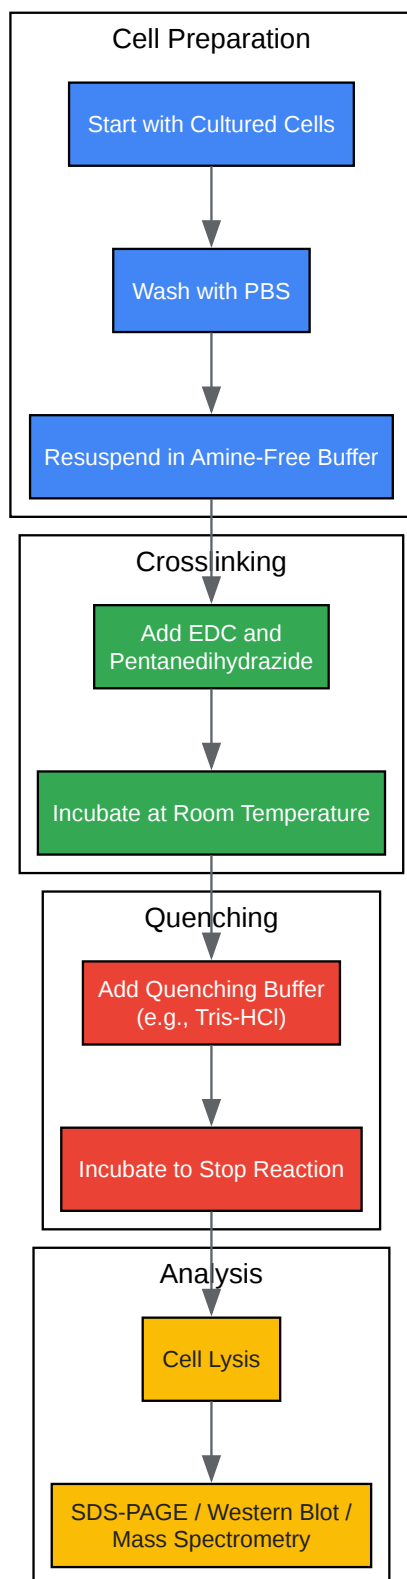 Cell Preparation
Start with Cultured Cells
Wash with PBS
Resuspend in Amine-Free Buffer
Crosslinking
Add EDC and
Pentanedihydrazide
Incubate at Room Temperature
Quenching
Add Quenching Buffer
(e.g., Tris-HCl)
Incubate to Stop Reaction
Analysis
Cell Lysis
SDS-PAGE / Western Blot /
Mass Spectrometry